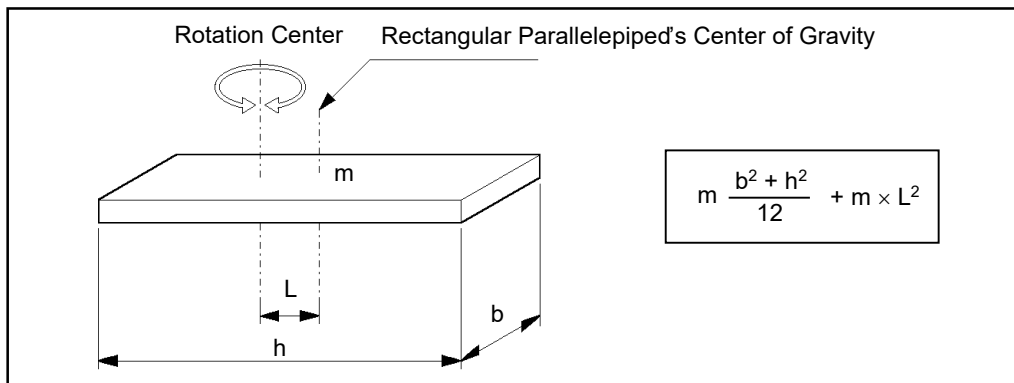 Rotation Center
Rectangular Parallelepiped's Center of Gravity
m
m (b² + h²)/12 + m × L²
L
b
h